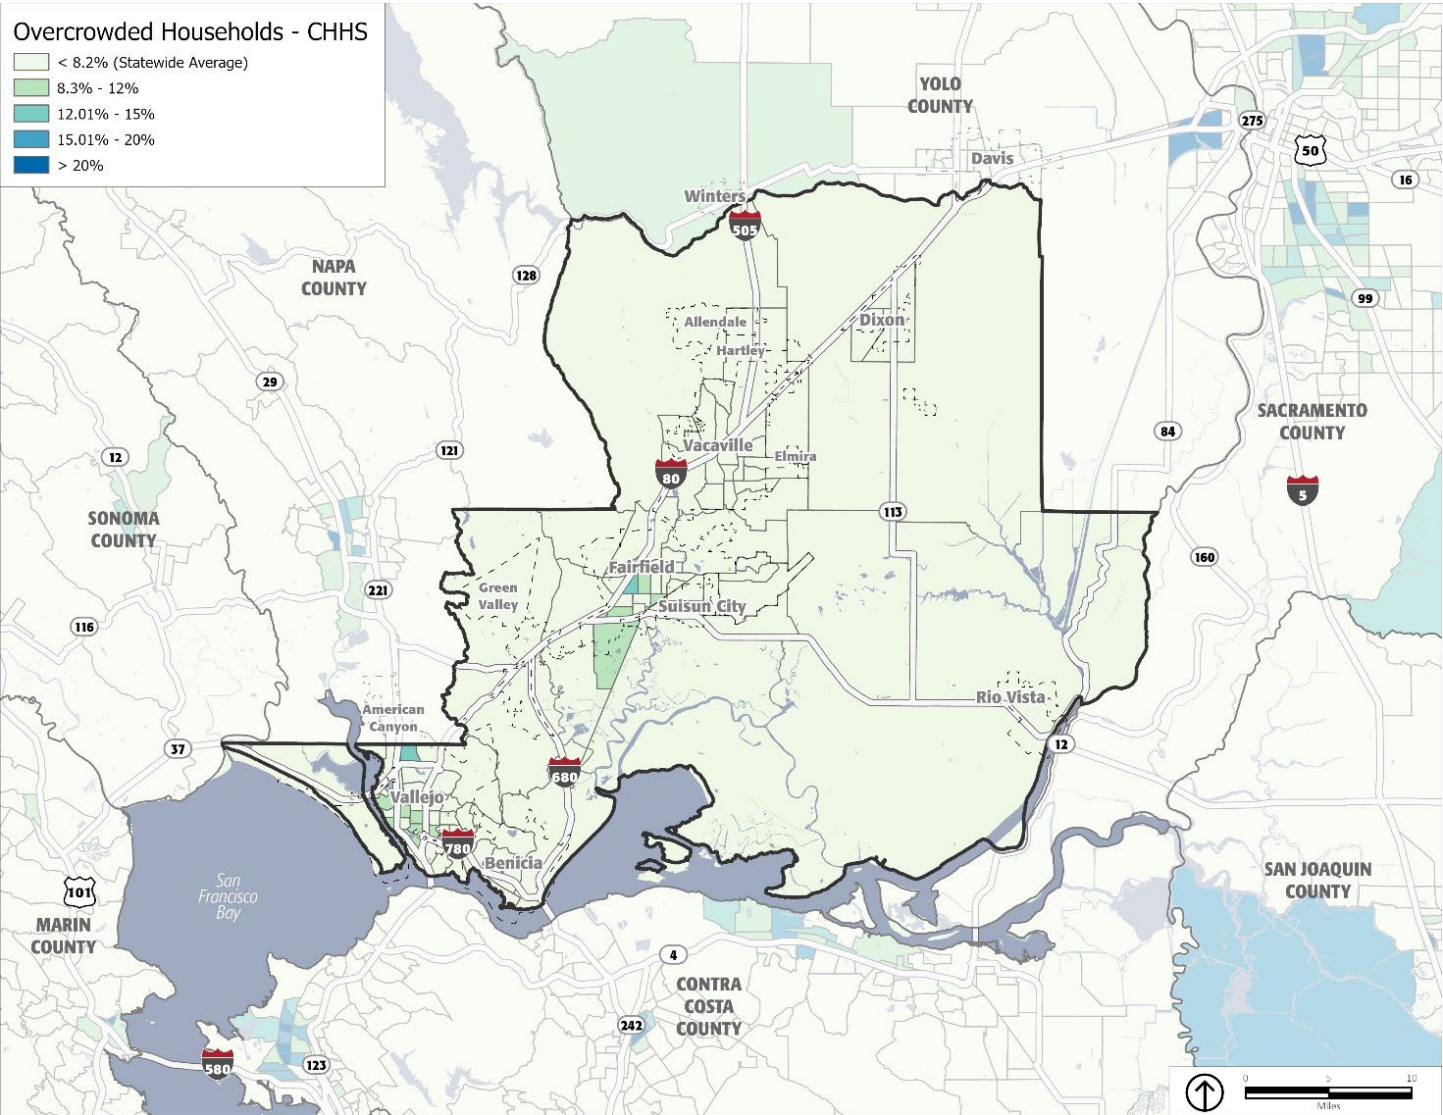 Overcrowded Households - CHHS
< 8.2% (Statewide Average)
8.3% - 12%
12.01% - 15%
15.01% - 20%
> 20%
YOLO
COUNTY
275
50
Davis
16
Winters
505
NAPA
COUNTY
128
99
Allendale
Dixon
Hartley
29
SACRAMENTO
COUNTY
84
12
121
Vacaville
Elmira
80
5
SONOMA
COUNTY
113
160
Fairfield
Green
Valley
221
Suisun City
116
Rio Vista
American
Canyon
37
12
680
Vallejo
780
Benicia
San
Francisco
Bay
101
MARIN
COUNTY
SAN JOAQUIN
COUNTY
4
CONTRA
COSTA
COUNTY
242
580
123
0 5 10
Miles